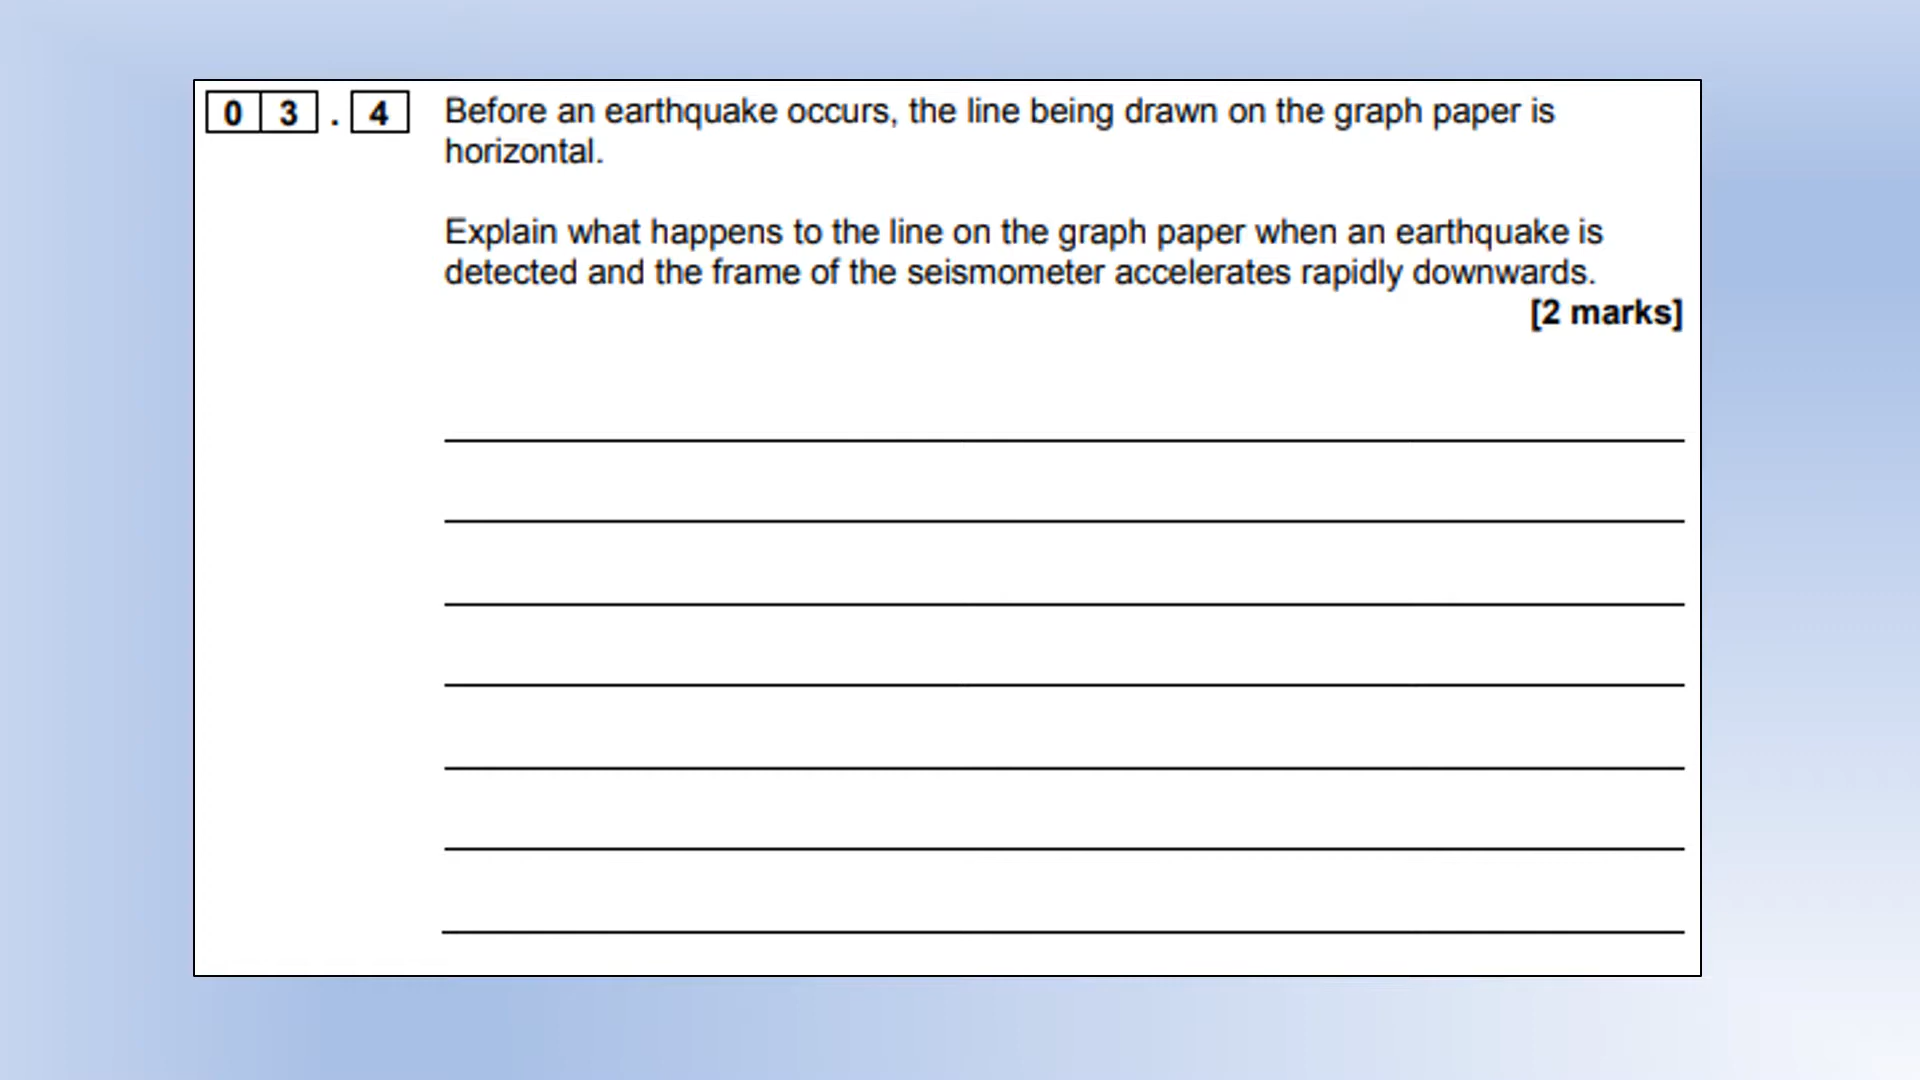 03.4 Before an earthquake occurs, the line being drawn on the graph paper is
horizontal.
Explain what happens to the line on the graph paper when an earthquake is
detected and the frame of the seismometer accelerates rapidly downwards.
[2 marks]